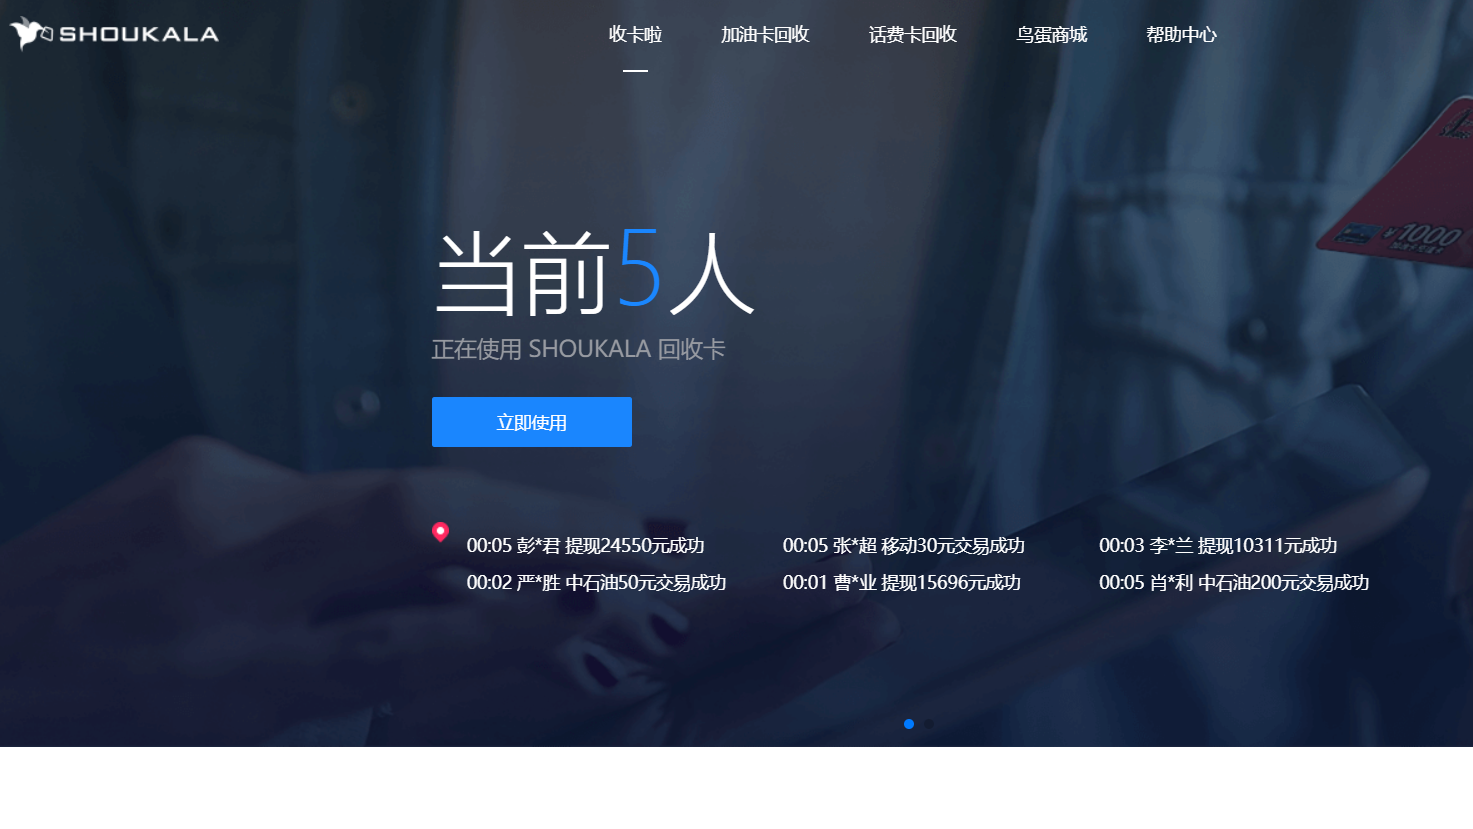 SHOUKALA
收卡啦 加油卡回收 话费卡回收 鸟蛋商城 帮助中心
¥1000
当前5人
正在使用 SHOUKALA 回收卡
立即使用
00:05 彭*君 提现24550元成功 00:05 张*超 移动30元交易成功 00:03 李*兰 提现10311元成功
00:02 严*胜 中石油50元交易成功 00:01 曹*业 提现15696元成功 00:05 肖*利 中石油200元交易成功